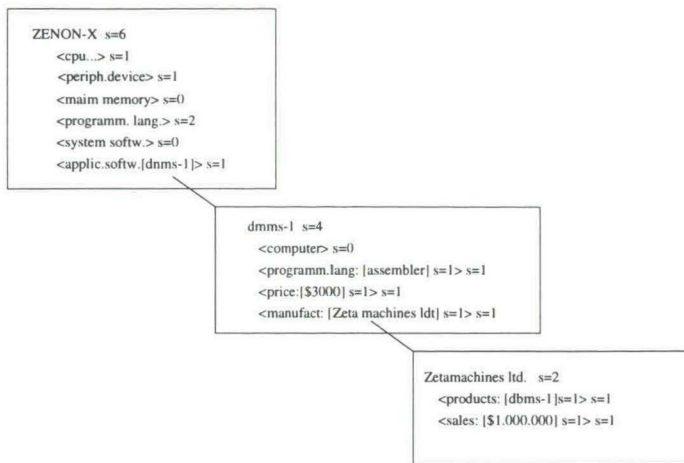 ZENON-X s=6
<cpu...> s=1
<periph.device> s=1
<maim memory> s=0
<programm. lang.> s=2
<system softw.> s=0
<applic.softw.[dnms-1]> s=1
dmms-1 s=4
<computer> s=0
<programm.lang: [assembler] s=1> s=1
<price:[$3000] s=1> s=1
<manufact: [Zeta machines ldt] s=1> s=1
Zetamachines ltd. s=2
<products: [dbms-1]s=1> s=1
<sales: [$1.000.000] s=1> s=1